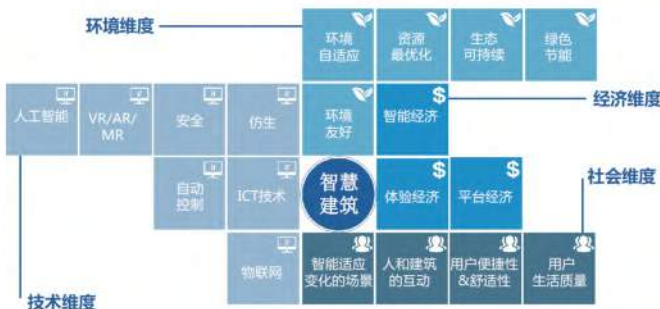 环境维度
环境
自适应
资源
最优化
生态
可持续
绿色
节能
人工智能
VR/AR/
MR
安全
仿生
环境
友好
$
智能经济
经济维度
自动
控制
ICT技术
智慧
建筑
$
体验经济
$
平台经济
社会维度
物联网
智能适应
变化的场景
人和建筑
的互动
用户便捷性
&舒适性
用户
生活质量
技术维度